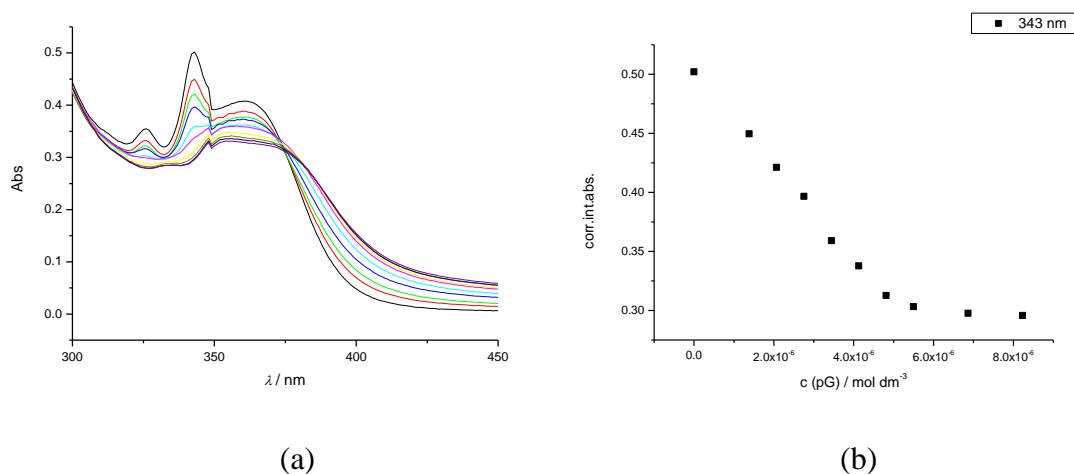 0.5
0.4
0.3
0.2
0.1
0.0
Abs
300
350
400
450
λ / nm
(a)
343 nm
0.50
0.45
0.40
0.35
0.30
corr.int.abs.
0.0
2.0x10⁻⁶
4.0x10⁻⁶
6.0x10⁻⁶
8.0x10⁻⁶
c (pG) / mol dm⁻³
(b)